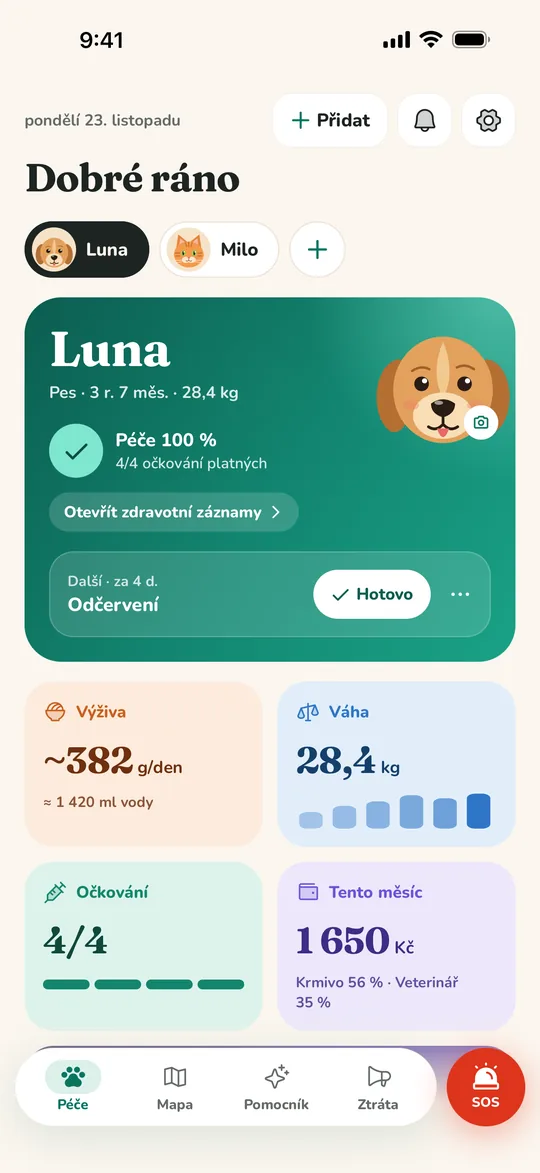 9:41
pondělí 23. listopadu
Přidat
Dobré ráno
Luna
Milo
Luna
Pes · 3 r. 7 měs. · 28,4 kg
Péče 100 %
4/4 očkování platných
Otevřít zdravotní záznamy
Další · za 4 d.
Odčervení
Hotovo
Výživa
~382 g/den
≈ 1 420 ml vody
Váha
28,4 kg
Očkování
4/4
Tento měsíc
1 650 Kč
Krmivo 56 % · Veterinář
35 %
Péče
Mapa
Pomocník
Ztráta
SOS